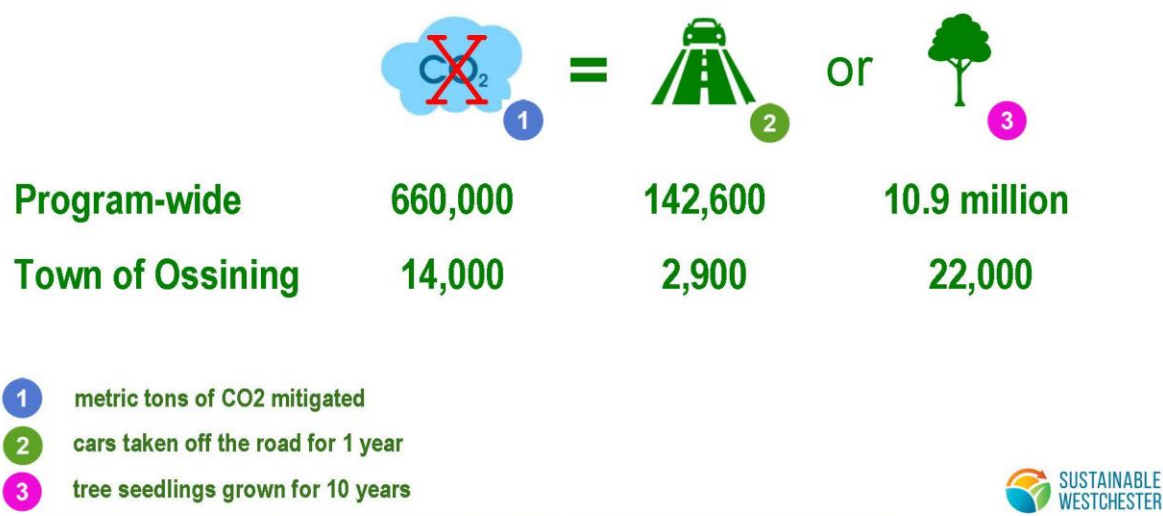 CO2 = or
1 2 3
Program-wide 660,000 142,600 10.9 million
Town of Ossining 14,000 2,900 22,000
1 metric tons of CO2 mitigated
2 cars taken off the road for 1 year
3 tree seedlings grown for 10 years
SUSTAINABLE
WESTCHESTER